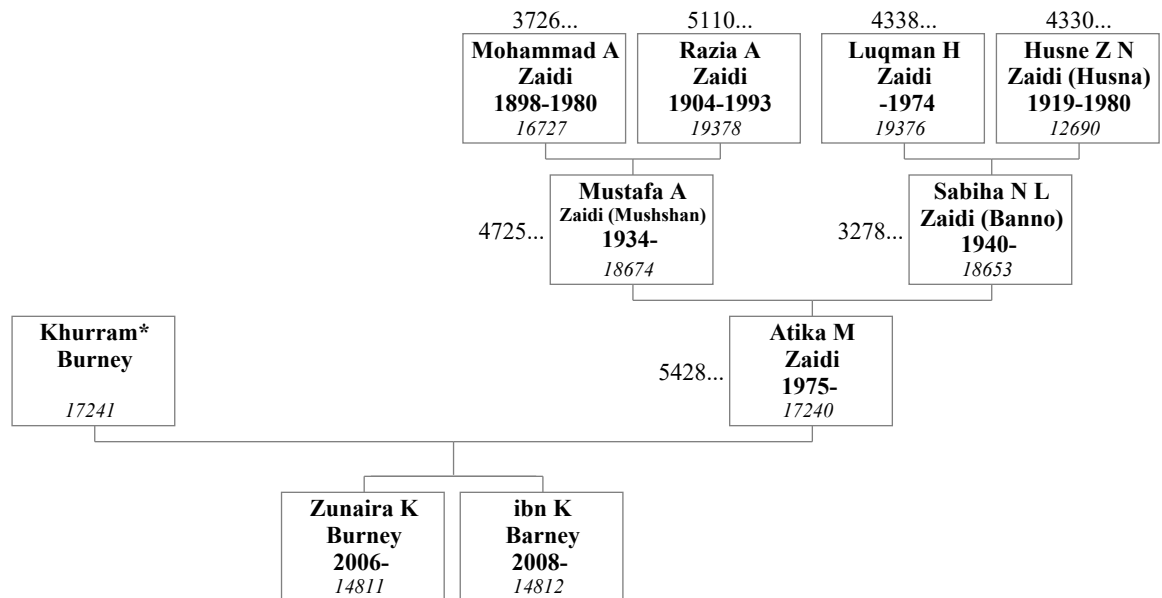 3726...
Mohammad A
Zaidi
1898-1980
16727
5110...
Razia A
Zaidi
1904-1993
19378
4338...
Luqman H
Zaidi
-1974
19376
4330...
Husne Z N
Zaidi (Husna)
1919-1980
12690
4725...
Mustafa A
Zaidi (Mushshan)
1934-
18674
3278...
Sabiha N L
Zaidi (Banno)
1940-
18653
Khurram*
Burney
17241
5428...
Atika M
Zaidi
1975-
17240
Zunaira K
Burney
2006-
14811
ibn K
Barney
2008-
14812